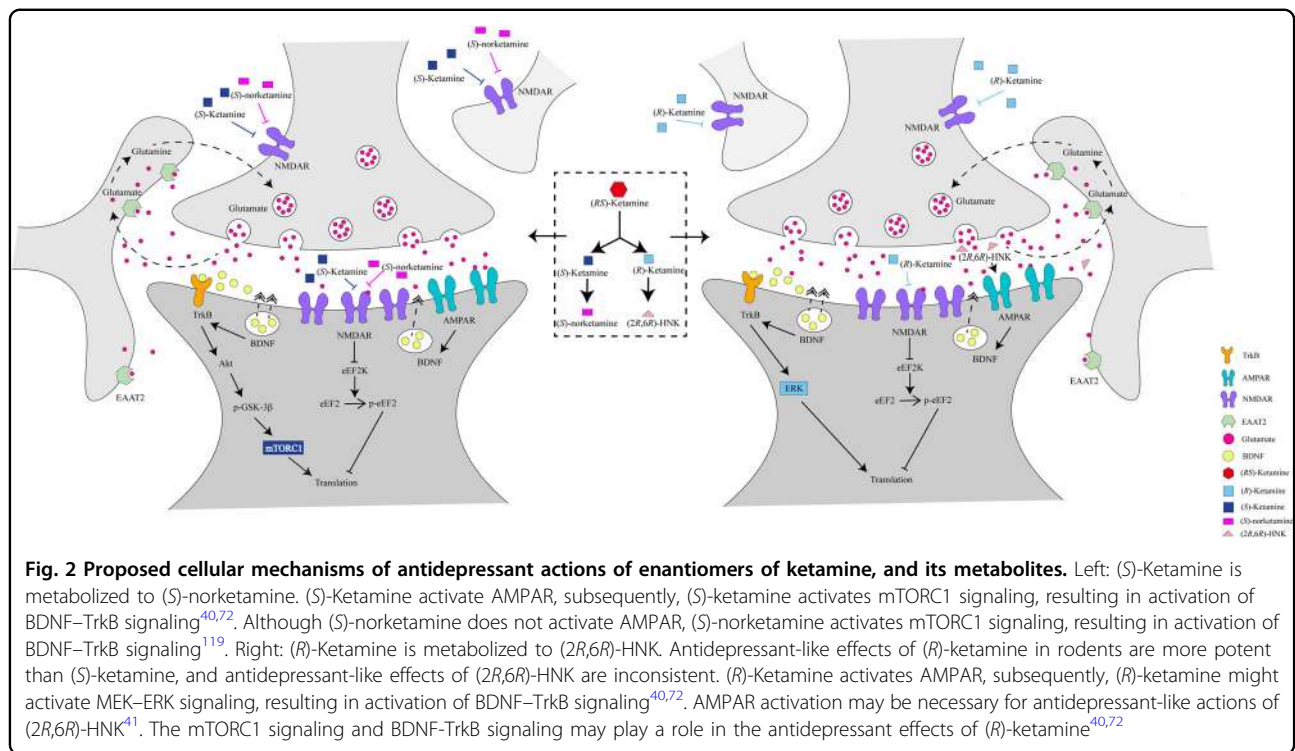 (S)-norketamine
(S)-Ketamine
NMDAR
(S)-norketamine
(S)-Ketamine
NMDAR
Glutamine
Glutamate
Glutamate
(S)-Ketamine
(S)-norketamine
TrkB
BDNF
NMDAR
AMPAR
BDNF
Akt
eEF2K
EAAT2
p-GSK-3β
eEF2
p-eEF2
mTORC1
Translation
(RS)-Ketamine
(S)-Ketamine
(R)-Ketamine
(S)-norketamine
(2R,6R)-HNK
(R)-Ketamine
NMDAR
(R)-Ketamine
NMDAR
Glutamine
Glutamate
Glutamate
(2R,6R)-HNK
(R)-Ketamine
TrkB
BDNF
NMDAR
AMPAR
BDNF
eEF2K
EAAT2
ERK
eEF2
p-eEF2
Translation
TrkB
AMPAR
NMDAR
EAAT2
Glutamate
BDNF
(RS)-Ketamine
(R)-Ketamine
(S)-Ketamine
(S)-norketamine
(2R,6R)-HNK
Fig. 2 Proposed cellular mechanisms of antidepressant actions of enantiomers of ketamine, and its metabolites. Left: (S)-Ketamine is
metabolized to (S)-norketamine. (S)-Ketamine activate AMPAR, subsequently, (S)-ketamine activates mTORC1 signaling, resulting in activation of
BDNF–TrkB signaling40,72. Although (S)-norketamine does not activate AMPAR, (S)-norketamine activates mTORC1 signaling, resulting in activation of
BDNF–TrkB signaling119. Right: (R)-Ketamine is metabolized to (2R,6R)-HNK. Antidepressant-like effects of (R)-ketamine in rodents are more potent
than (S)-ketamine, and antidepressant-like effects of (2R,6R)-HNK are inconsistent. (R)-Ketamine activates AMPAR, subsequently, (R)-ketamine might
activate MEK–ERK signaling, resulting in activation of BDNF–TrkB signaling40,72. AMPAR activation may be necessary for antidepressant-like actions of
(2R,6R)-HNK41. The mTORC1 signaling and BDNF-TrkB signaling may play a role in the antidepressant effects of (R)-ketamine40,72